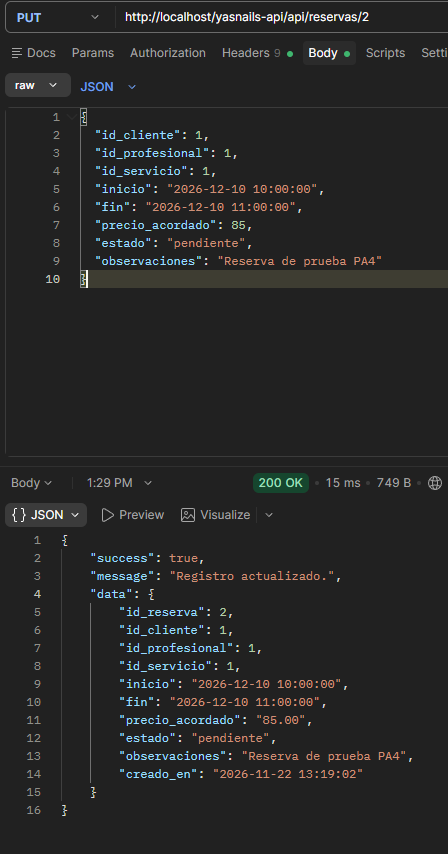 PUT http://localhost/yasnails-api/api/reservas/2
Docs Params Authorization Headers 9 Body Scripts Setti
raw JSON
1 {
2 "id_cliente": 1,
3 "id_profesional": 1,
4 "id_servicio": 1,
5 "inicio": "2026-12-10 10:00:00",
6 "fin": "2026-12-10 11:00:00",
7 "precio_acordado": 85,
8 "estado": "pendiente",
9 "observaciones": "Reserva de prueba PA4"
10 }
Body 1:29 PM 200 OK • 15 ms • 749 B
{} JSON Preview Visualize
1 {
2 "success": true,
3 "message": "Registro actualizado.",
4 "data": {
5 "id_reserva": 2,
6 "id_cliente": 1,
7 "id_profesional": 1,
8 "id_servicio": 1,
9 "inicio": "2026-12-10 10:00:00",
10 "fin": "2026-12-10 11:00:00",
11 "precio_acordado": "85.00",
12 "estado": "pendiente",
13 "observaciones": "Reserva de prueba PA4",
14 "creado_en": "2026-11-22 13:19:02"
15 }
16 }